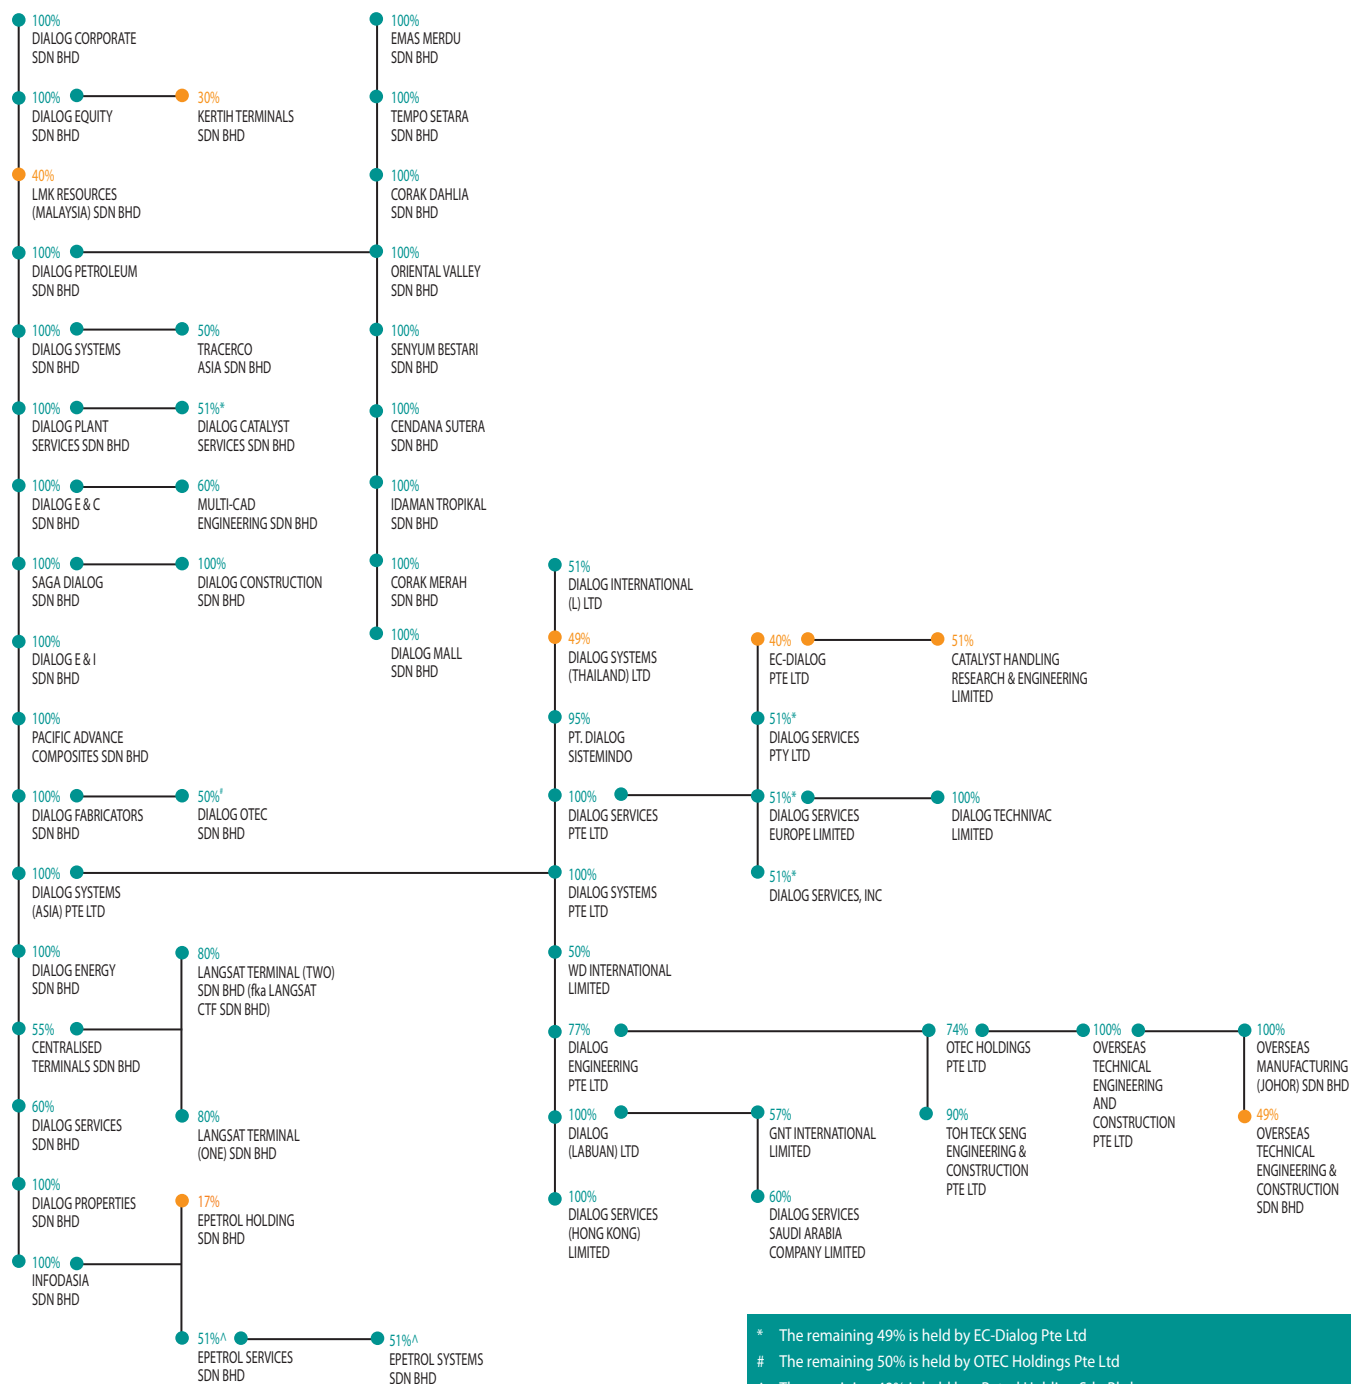 100%
DIALOG CORPORATE
SDN BHD
100%
DIALOG EQUITY
SDN BHD
30%
KERTIH TERMINALS
SDN BHD
40%
LMK RESOURCES
(MALAYSIA) SDN BHD
100%
DIALOG PETROLEUM
SDN BHD
100%
DIALOG SYSTEMS
SDN BHD
50%
TRACERCO
ASIA SDN BHD
100%
DIALOG PLANT
SERVICES SDN BHD
51%*
DIALOG CATALYST
SERVICES SDN BHD
100%
DIALOG E & C
SDN BHD
60%
MULTI-CAD
ENGINEERING SDN BHD
100%
SAGA DIALOG
SDN BHD
100%
DIALOG CONSTRUCTION
SDN BHD
100%
DIALOG E & I
SDN BHD
100%
PACIFIC ADVANCE
COMPOSITES SDN BHD
100%
DIALOG FABRICATORS
SDN BHD
50%#
DIALOG OTEC
SDN BHD
100%
DIALOG SYSTEMS
(ASIA) PTE LTD
100%
DIALOG ENERGY
SDN BHD
55%
CENTRALISED
TERMINALS SDN BHD
80%
LANGSAT TERMINAL (TWO)
SDN BHD (fka LANGSAT
CTF SDN BHD)
80%
LANGSAT TERMINAL
(ONE) SDN BHD
60%
DIALOG SERVICES
SDN BHD
100%
DIALOG PROPERTIES
SDN BHD
100%
INFODASIA
SDN BHD
17%
EPETROL HOLDING
SDN BHD
51%^
EPETROL SERVICES
SDN BHD
51%^
EPETROL SYSTEMS
SDN BHD
100%
EMAS MERDU
SDN BHD
100%
TEMPO SETARA
SDN BHD
100%
CORAK DAHLIA
SDN BHD
100%
ORIENTAL VALLEY
SDN BHD
100%
SENYUM BESTARI
SDN BHD
100%
CENDANA SUTERA
SDN BHD
100%
IDAMAN TROPIKAL
SDN BHD
100%
CORAK MERAH
SDN BHD
100%
DIALOG MALL
SDN BHD
51%
DIALOG INTERNATIONAL
(L) LTD
49%
DIALOG SYSTEMS
(THAILAND) LTD
95%
PT. DIALOG
SISTEMINDO
100%
DIALOG SERVICES
PTE LTD
100%
DIALOG SYSTEMS
PTE LTD
50%
WD INTERNATIONAL
LIMITED
77%
DIALOG
ENGINEERING
PTE LTD
100%
DIALOG
(LABUAN) LTD
100%
DIALOG SERVICES
(HONG KONG)
LIMITED
40%
EC-DIALOG
PTE LTD
51%
CATALYST HANDLING
RESEARCH & ENGINEERING
LIMITED
51%*
DIALOG SERVICES
PTY LTD
51%*
DIALOG SERVICES
EUROPE LIMITED
100%
DIALOG TECHNIVAC
LIMITED
51%*
DIALOG SERVICES, INC
57%
GNT INTERNATIONAL
LIMITED
60%
DIALOG SERVICES
SAUDI ARABIA
COMPANY LIMITED
74%
OTEC HOLDINGS
PTE LTD
90%
TOH TECK SENG
ENGINEERING &
CONSTRUCTION
PTE LTD
100%
OVERSEAS
TECHNICAL
ENGINEERING
AND
CONSTRUCTION
PTE LTD
100%
OVERSEAS
MANUFACTURING
(JOHOR) SDN BHD
49%
OVERSEAS
TECHNICAL
ENGINEERING &
CONSTRUCTION
SDN BHD
* The remaining 49% is held by EC-Dialog Pte Ltd
# The remaining 50% is held by OTEC Holdings Pte Ltd